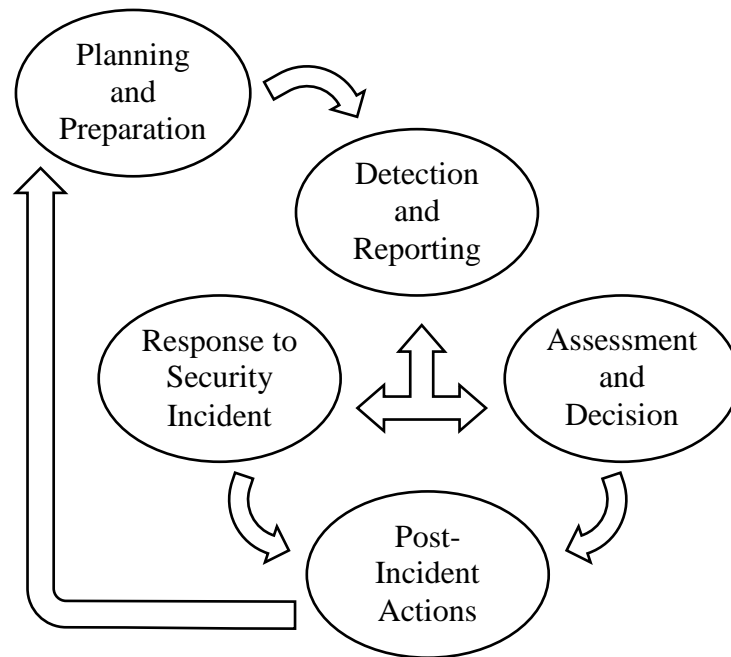 Planning
and
Preparation
Detection
and
Reporting
Response to
Security
Incident
Assessment
and
Decision
Post-
Incident
Actions